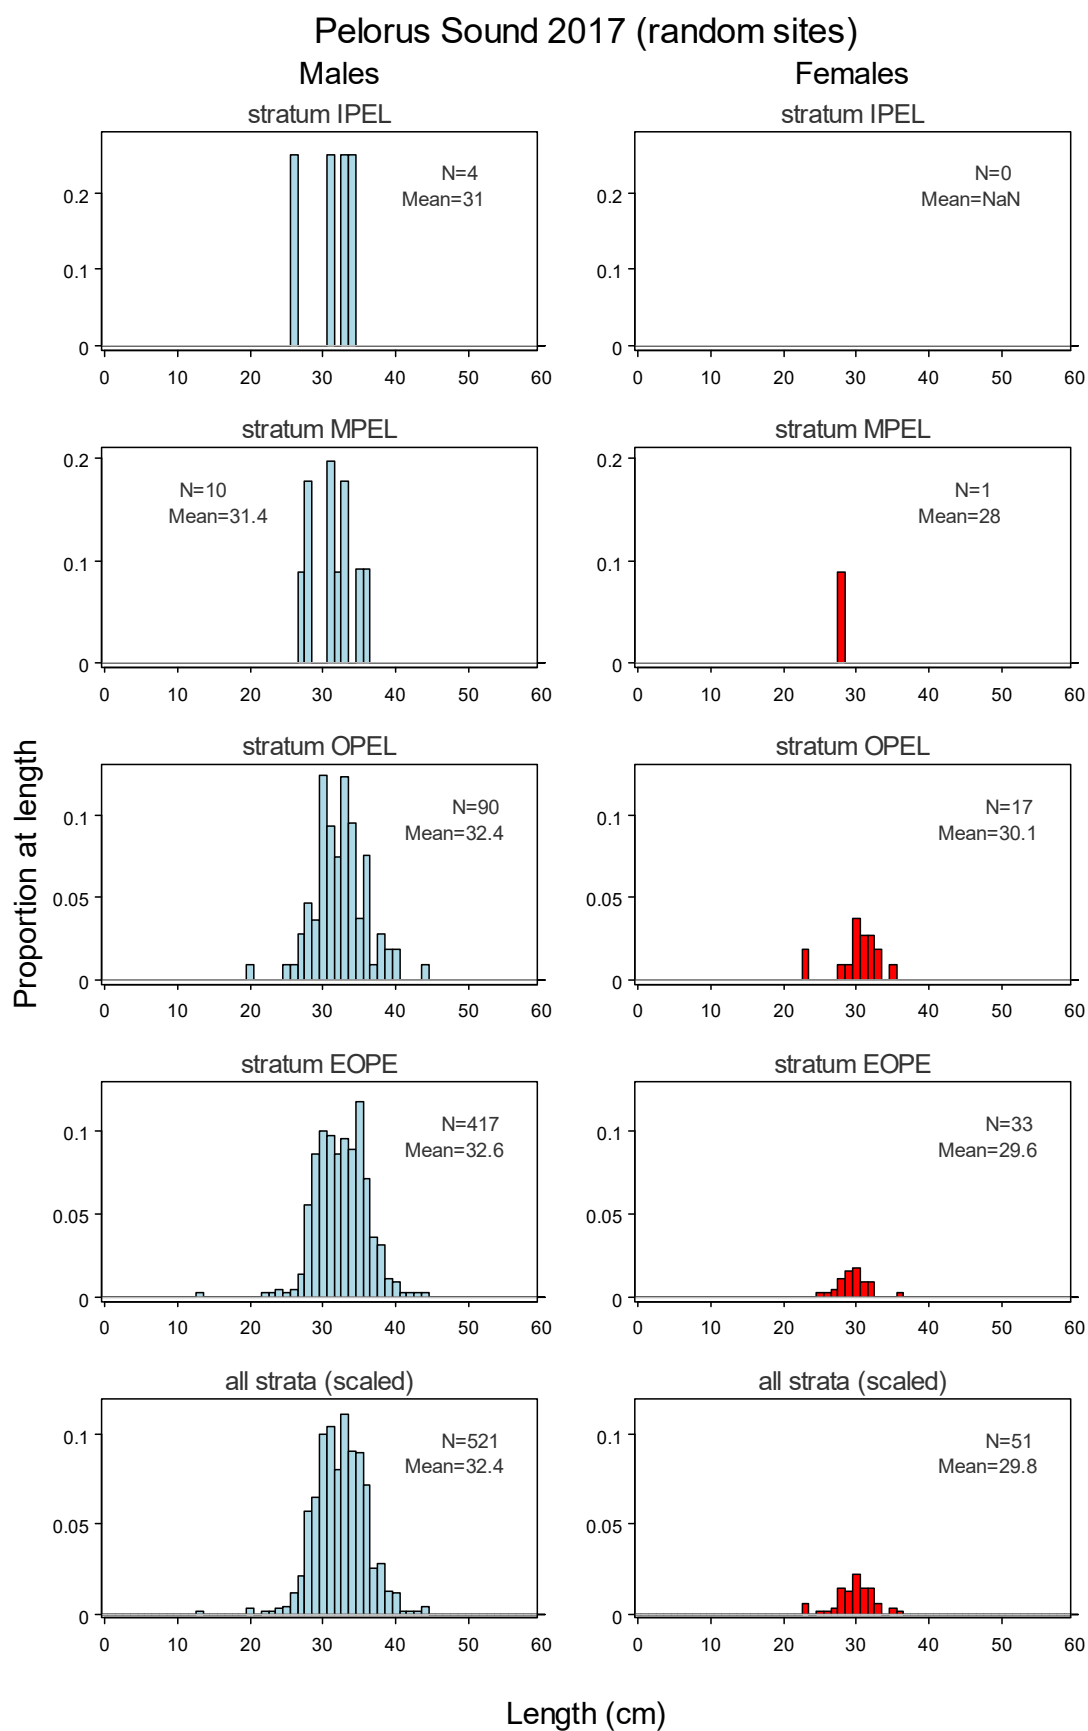 Pelorus Sound 2017 (random sites)
Males Females
stratum IPEL stratum IPEL
N=4
Mean=31
N=0
Mean=NaN
0.2
0.1
0
0 10 20 30 40 50 60
0.2
0.1
0
0 10 20 30 40 50 60
stratum MPEL stratum MPEL
N=10
Mean=31.4
N=1
Mean=28
0.2
0.1
0
0 10 20 30 40 50 60
0.2
0.1
0
0 10 20 30 40 50 60
Proportion at length
stratum OPEL stratum OPEL
N=90
Mean=32.4
N=17
Mean=30.1
0.1
0.05
0
0 10 20 30 40 50 60
0.1
0.05
0
0 10 20 30 40 50 60
stratum EOPE stratum EOPE
N=417
Mean=32.6
N=33
Mean=29.6
0.1
0.05
0
0 10 20 30 40 50 60
0.1
0.05
0
0 10 20 30 40 50 60
all strata (scaled) all strata (scaled)
N=521
Mean=32.4
N=51
Mean=29.8
0.1
0.05
0
0 10 20 30 40 50 60
0.1
0.05
0
0 10 20 30 40 50 60
Length (cm)